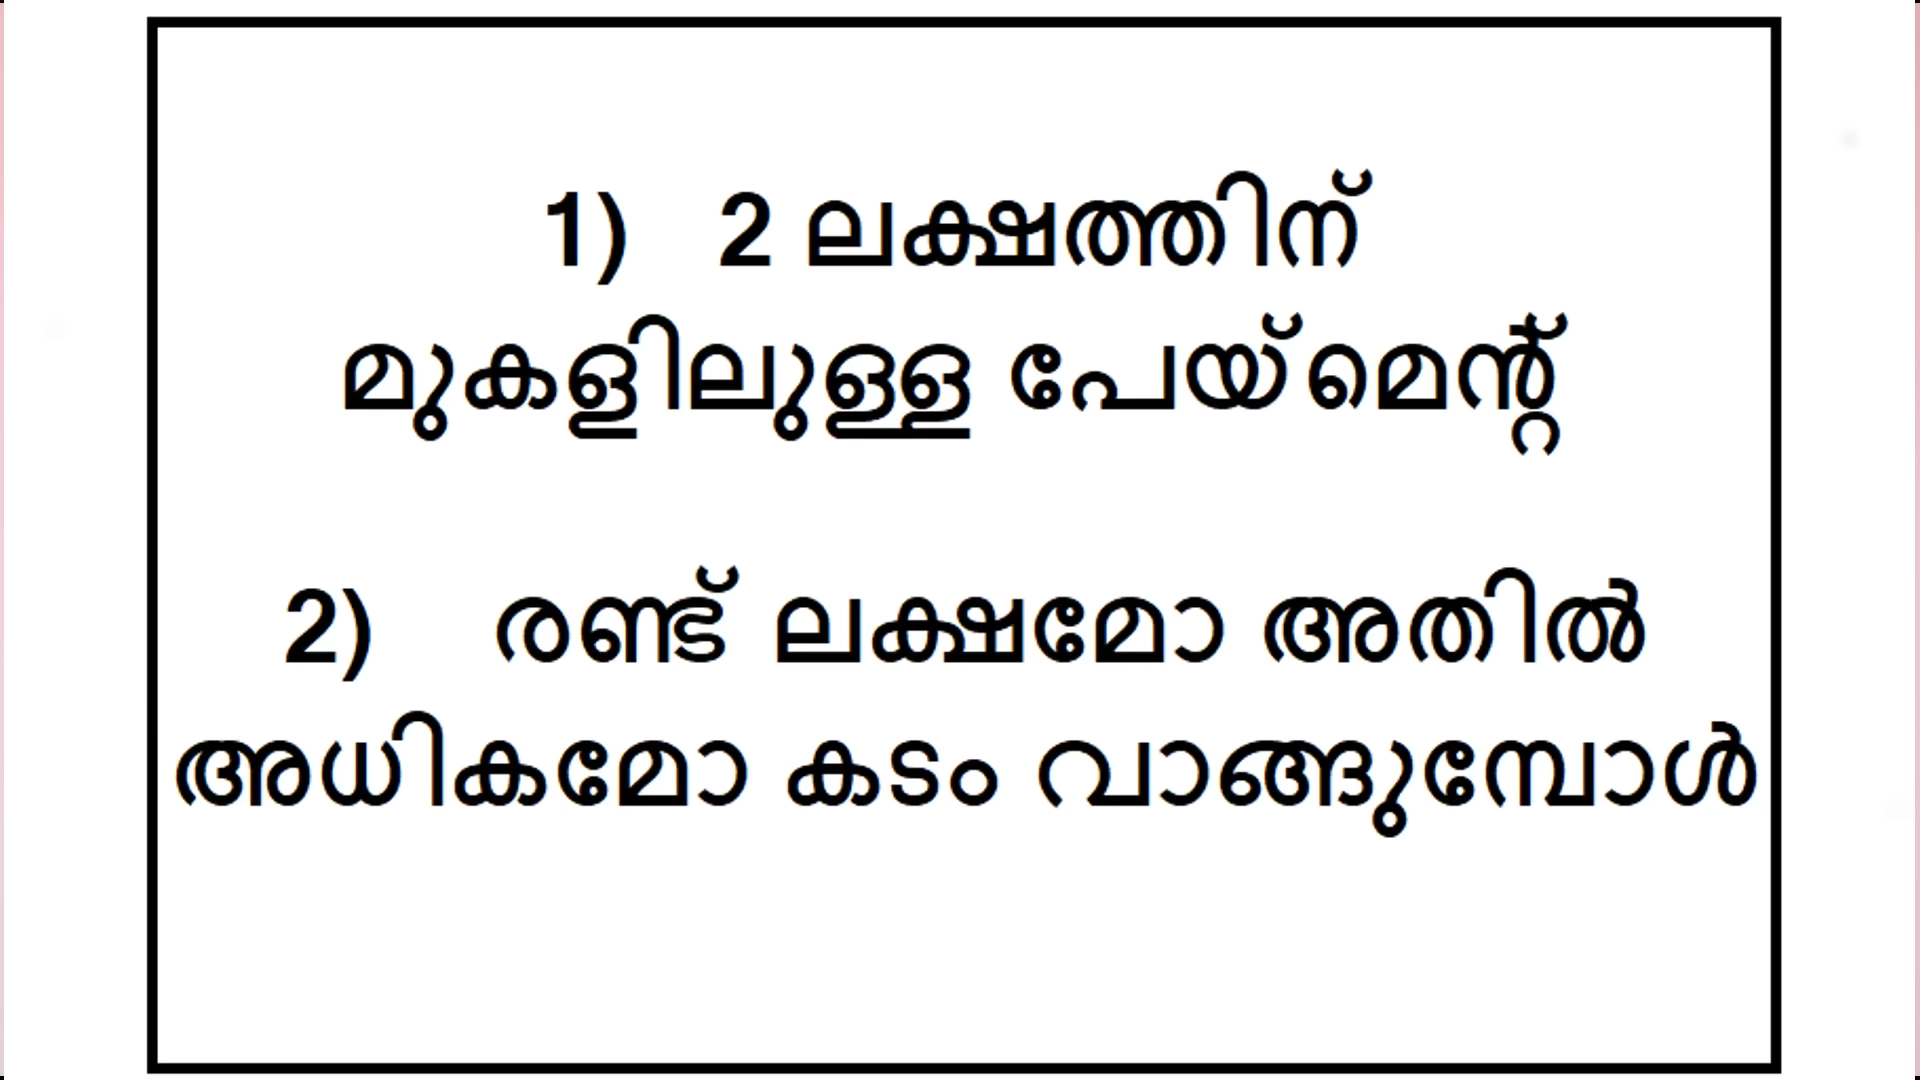 1) 2 ലക്ഷത്തിന്
മുകളിലുള്ള പേയ്മെന്റ്
2) രണ്ട് ലക്ഷമോ അതിൽ
അധികമോ കടം വാങ്ങുമ്പോൾ